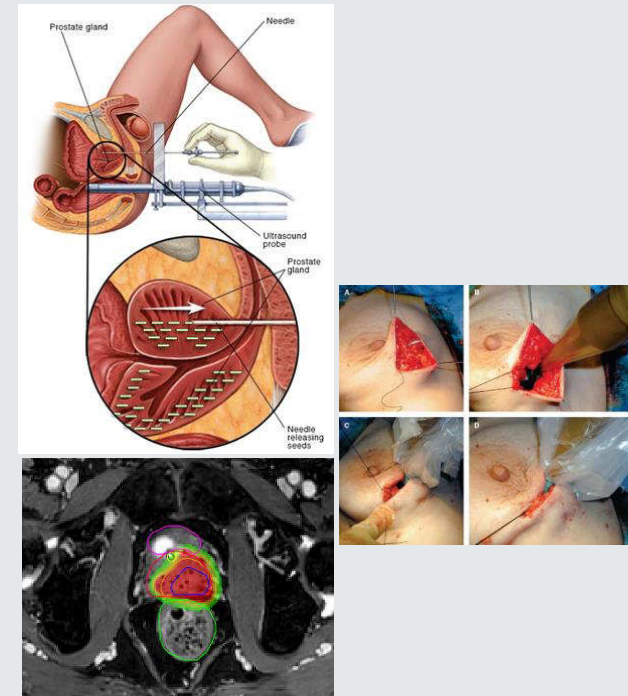 Prostate gland
Needle
Ultrasound
probe
Prostate
gland
Needle
releasing
seeds
A
B
C
D